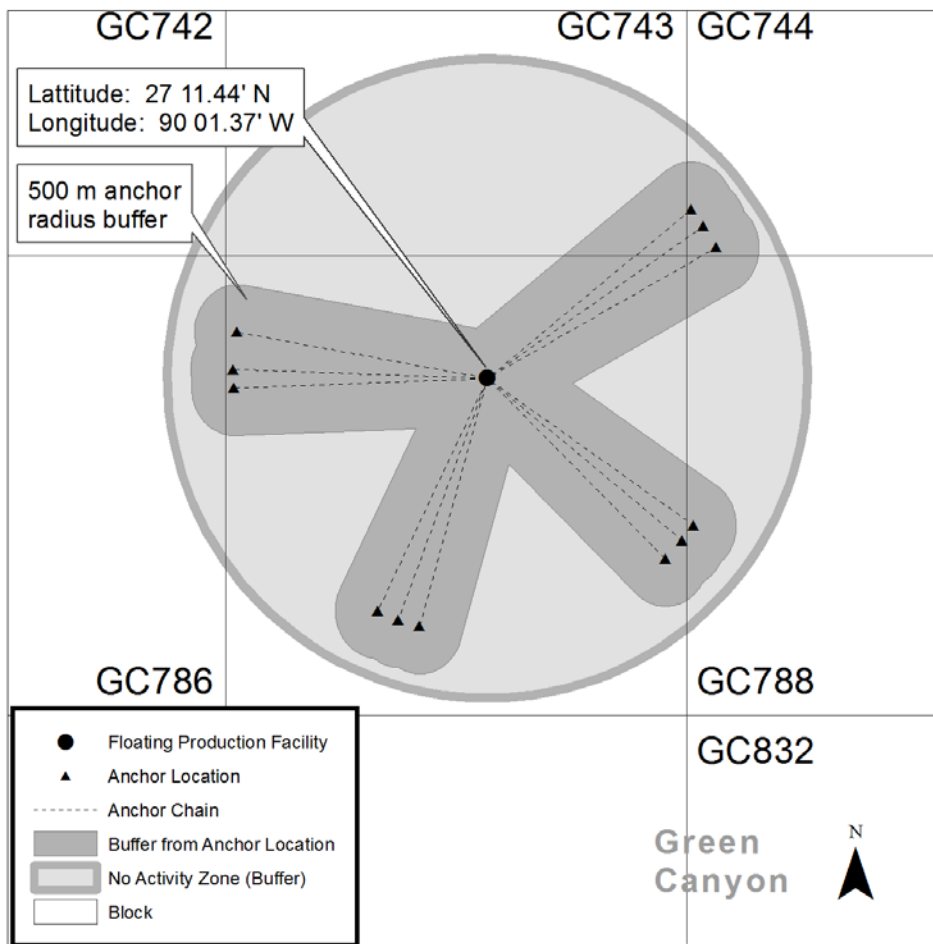 GC742
GC743
GC744
Lattitude: 27 11.44' N
Longitude: 90 01.37' W
500 m anchor
radius buffer
GC786
GC788
GC832
Floating Production Facility
Anchor Location
Anchor Chain
Buffer from Anchor Location
No Activity Zone (Buffer)
Block
Green
Canyon
N